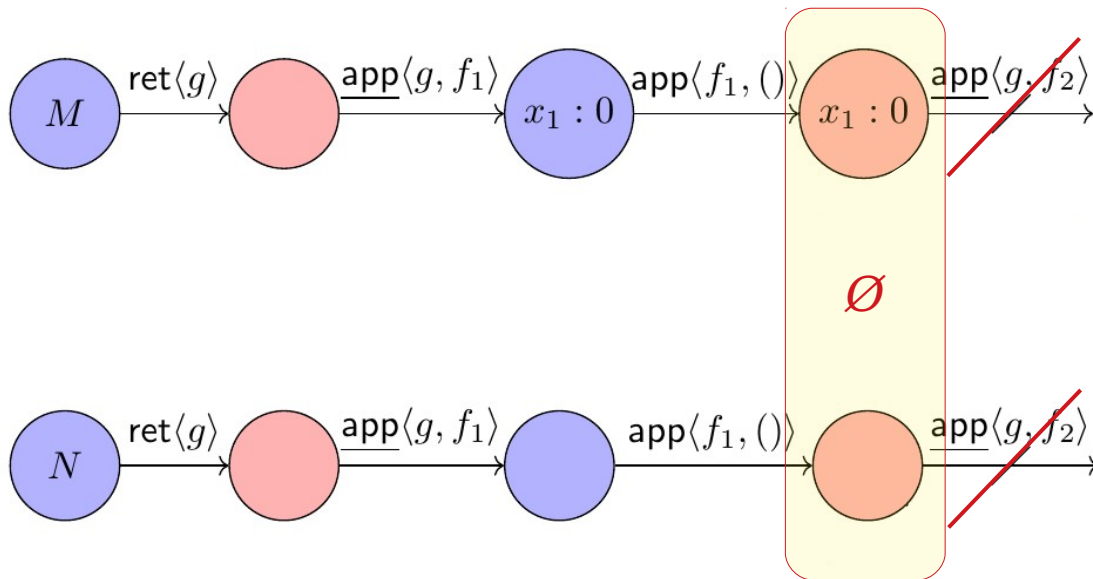 ret⟨g⟩ app⟨g, f₁⟩ app⟨f₁, ()⟩ app⟨g, f₂⟩
M x₁ : 0 x₁ : 0
Ø
ret⟨g⟩ app⟨g, f₁⟩ app⟨f₁, ()⟩ app⟨g, f₂⟩
N